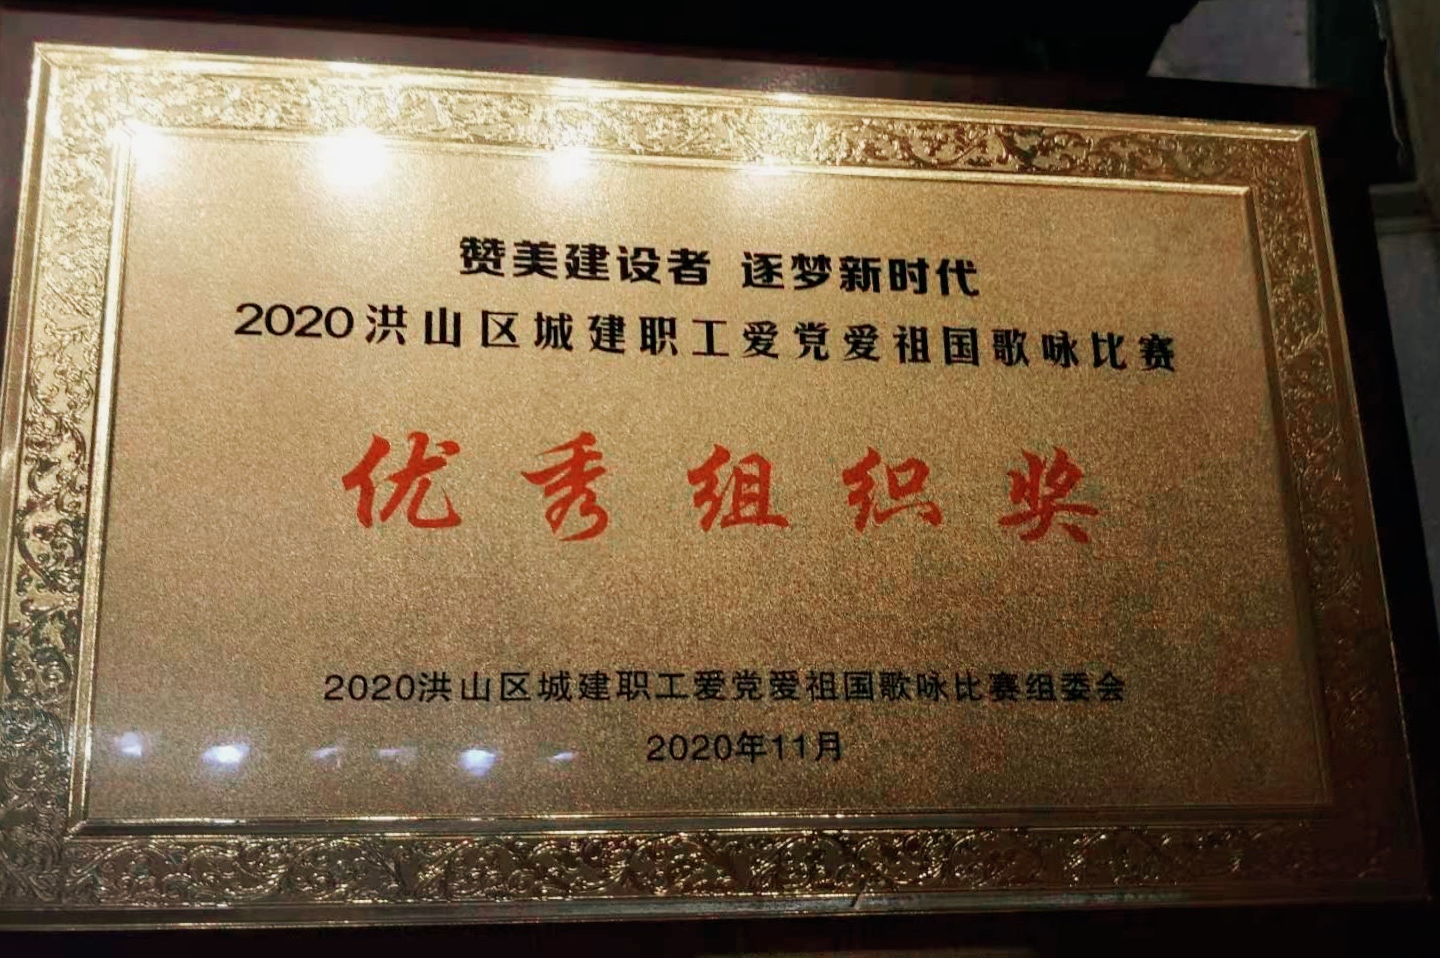 赞美建设者 逐梦新时代
2020洪山区城建职工爱党爱祖国歌咏比赛
优秀组织奖
2020洪山区城建职工爱党爱祖国歌咏比赛组委会
2020年11月